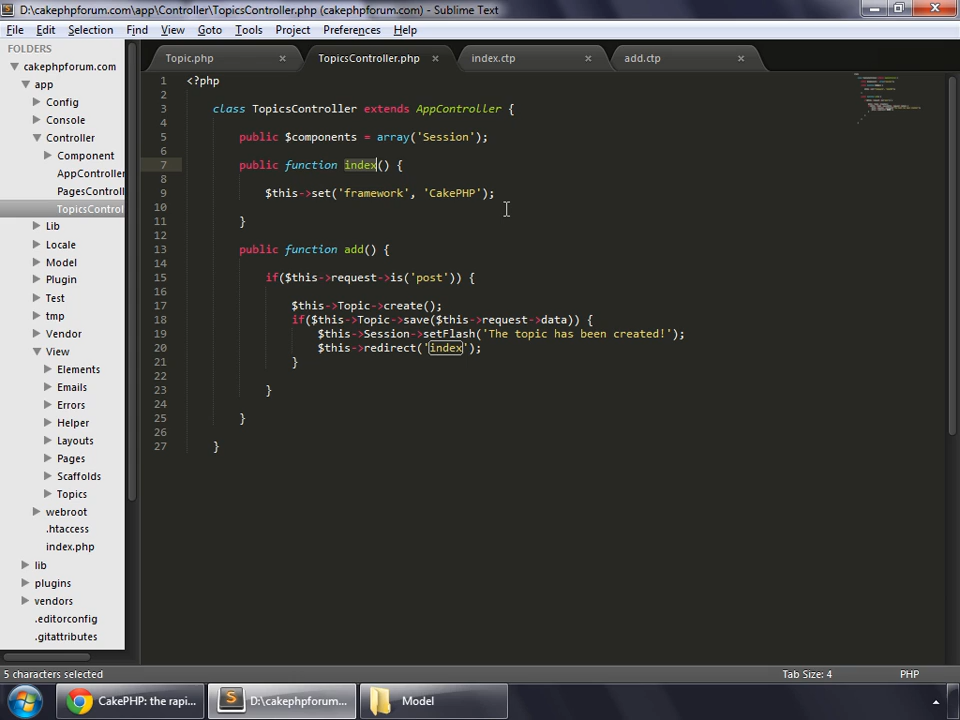 D:\cakephpforum.com\app\Controller\TopicsController.php (cakephpforum.com) - Sublime Text
File Edit Selection Find View Goto Tools Project Preferences Help
FOLDERS
cakephpforum.com
app
Config
Console
Controller
Component
AppController
PagesControll
TopicsControl
Lib
Locale
Model
Plugin
Test
tmp
Vendor
View
Elements
Emails
Errors
Helper
Layouts
Pages
Scaffolds
Topics
webroot
.htaccess
index.php
lib
plugins
vendors
.editorconfig
.gitattributes
Topic.php TopicsController.php index.ctp add.ctp
1 <?php
2
3 class TopicsController extends AppController {
4
5 public $components = array('Session');
6
7 public function index() {
8
9 $this->set('framework', 'CakePHP');
10
11 }
12
13 public function add() {
14
15 if($this->request->is('post')) {
16
17 $this->Topic->create();
18 if($this->Topic->save($this->request->data)) {
19 $this->Session->setFlash('The topic has been created!');
20 $this->redirect('index');
21 }
22
23 }
24
25 }
26
27 }
5 characters selected Tab Size: 4 PHP
CakePHP: the rapi... D:\cakephpforum... Model